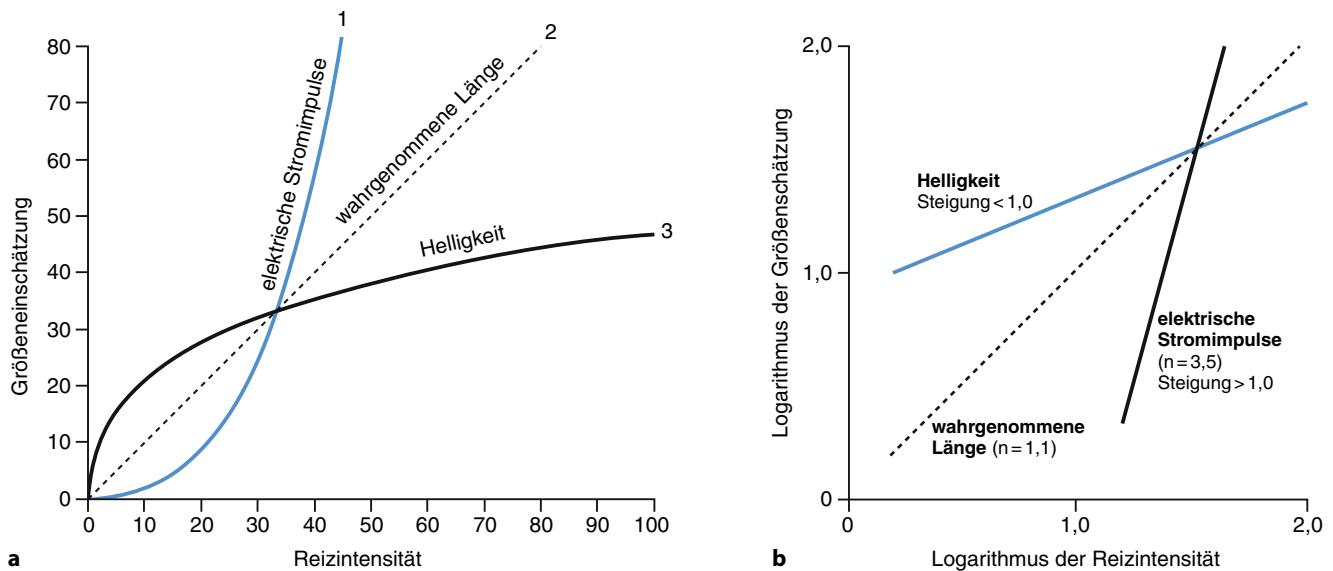 1
2
3
80
70
60
50
40
30
20
10
0
Größeneinschätzung
elektrische Stromimpulse
wahrgenommene Länge
Helligkeit
0 10 20 30 40 50 60 70 80 90 100
Reizintensität
a
2,0
1,0
0
Logarithmus der Größenschätzung
Helligkeit
Steigung < 1,0
elektrische
Stromimpulse
(n = 3,5)
Steigung > 1,0
wahrgenommene
Länge (n = 1,1)
0 1,0 2,0
Logarithmus der Reizintensität
b